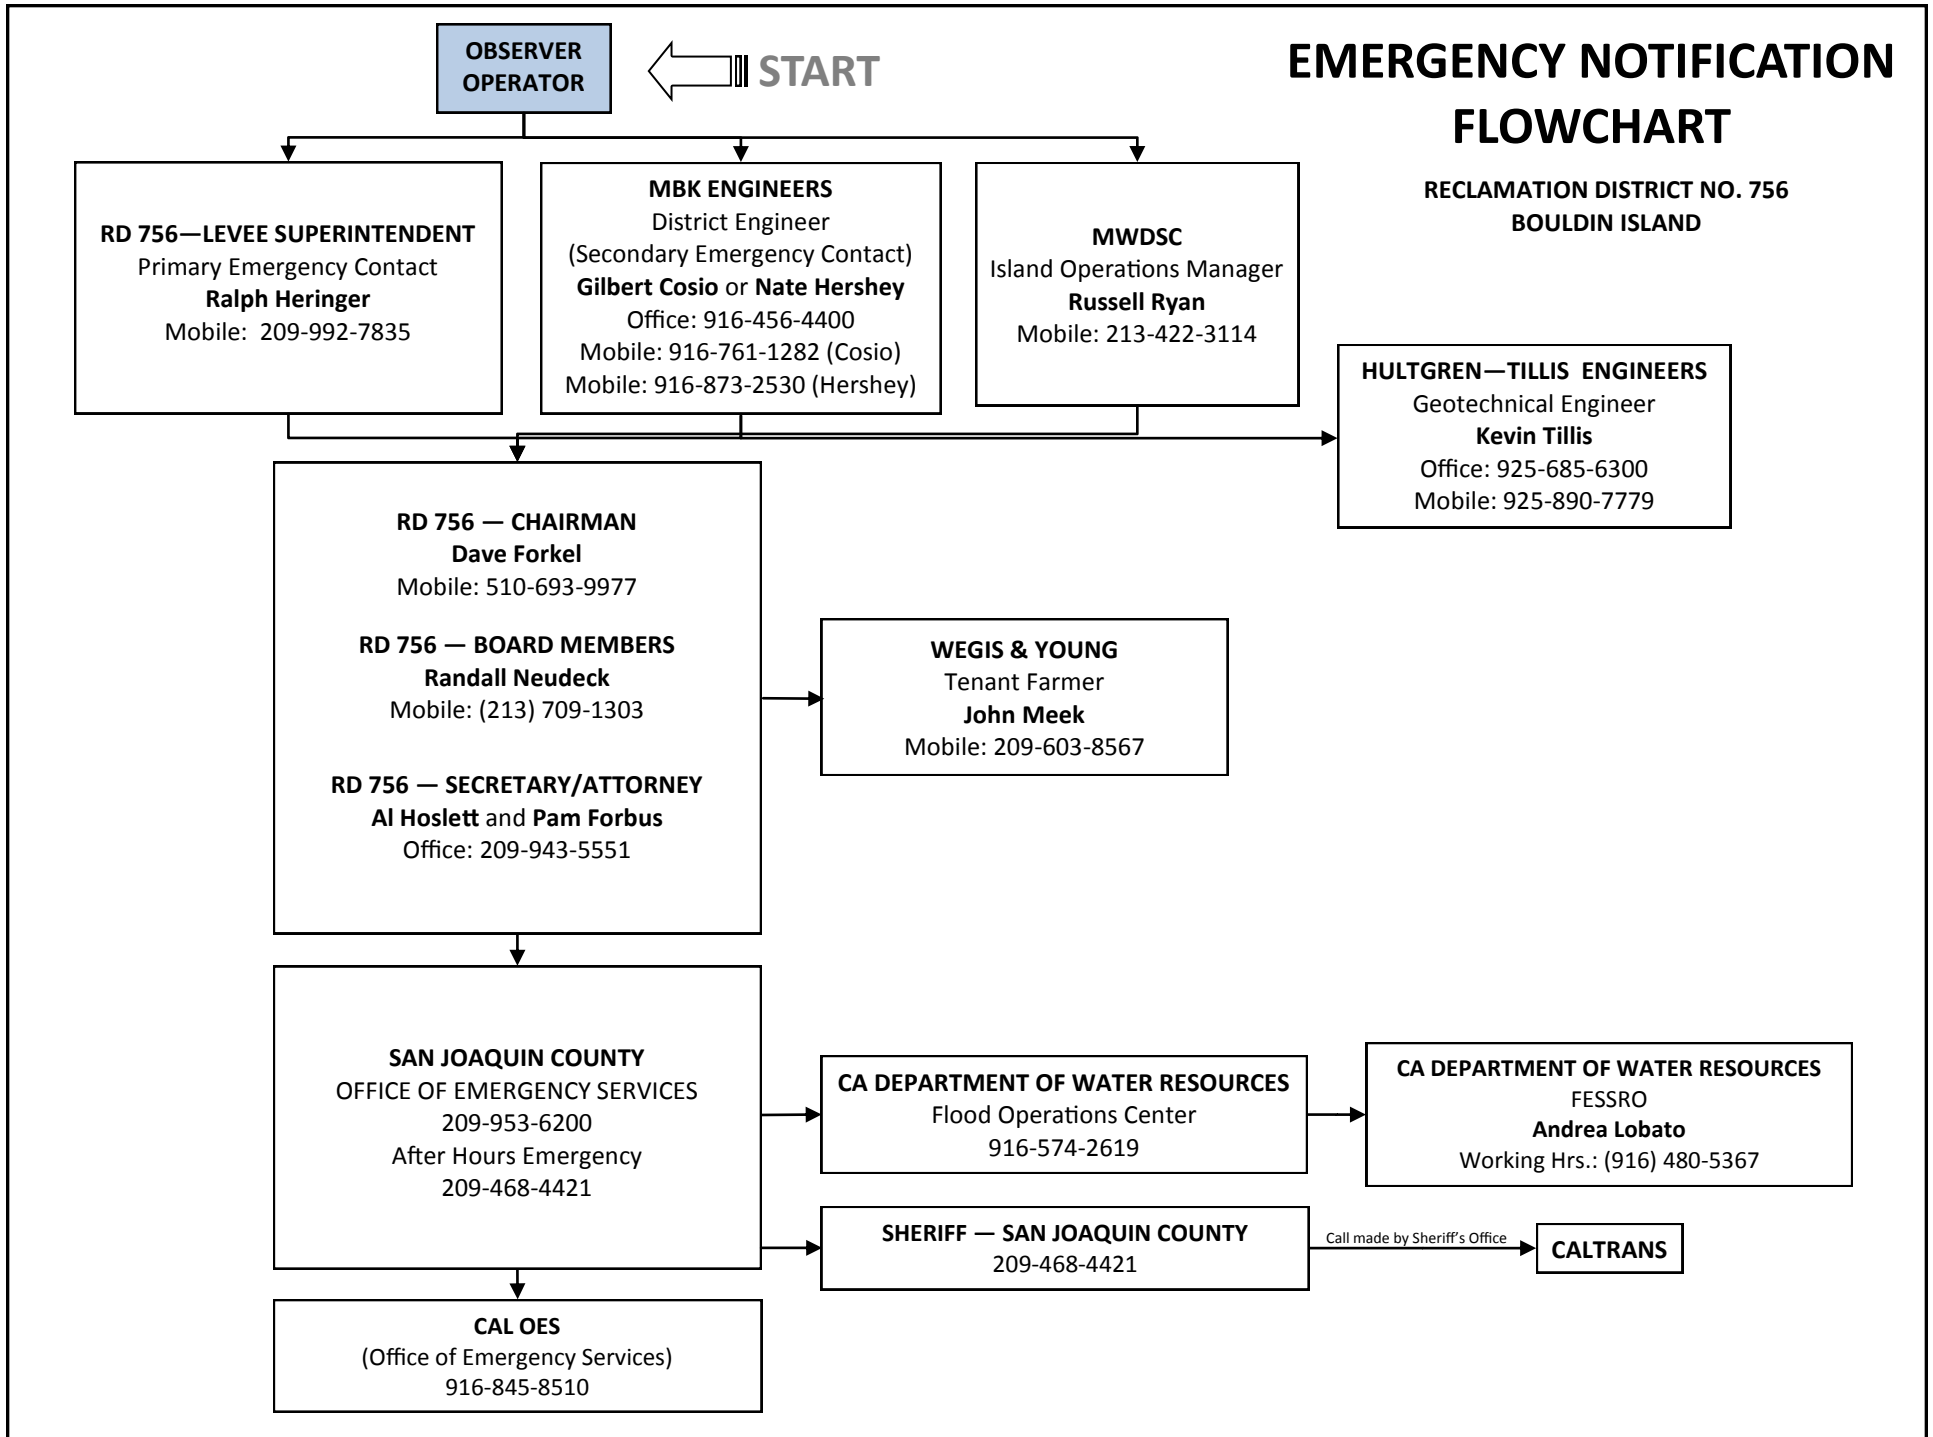 OBSERVER
OPERATOR
START
EMERGENCY NOTIFICATION
FLOWCHART
RECLAMATION DISTRICT NO. 756
BOULDIN ISLAND
RD 756—LEVEE SUPERINTENDENT
Primary Emergency Contact
Ralph Heringer
Mobile:  209-992-7835
MBK ENGINEERS
District Engineer
(Secondary Emergency Contact)
Gilbert Cosio or Nate Hershey
Office: 916-456-4400
Mobile: 916-761-1282 (Cosio)
Mobile: 916-873-2530 (Hershey)
MWDSC
Island Operations Manager
Russell Ryan
Mobile: 213-422-3114
HULTGREN—TILLIS  ENGINEERS
Geotechnical Engineer
Kevin Tillis
Office: 925-685-6300
Mobile: 925-890-7779
RD 756 — CHAIRMAN
Dave Forkel
Mobile: 510-693-9977
RD 756 — BOARD MEMBERS
Randall Neudeck
Mobile: (213) 709-1303
RD 756 — SECRETARY/ATTORNEY
Al Hoslett and Pam Forbus
Office: 209-943-5551
WEGIS & YOUNG
Tenant Farmer
John Meek
Mobile: 209-603-8567
SAN JOAQUIN COUNTY
OFFICE OF EMERGENCY SERVICES
209-953-6200
After Hours Emergency
209-468-4421
CA DEPARTMENT OF WATER RESOURCES
Flood Operations Center
916-574-2619
CA DEPARTMENT OF WATER RESOURCES
FESSRO
Andrea Lobato
Working Hrs.: (916) 480-5367
SHERIFF — SAN JOAQUIN COUNTY
209-468-4421
Call made by Sheriff's Office
CALTRANS
CAL OES
(Office of Emergency Services)
916-845-8510